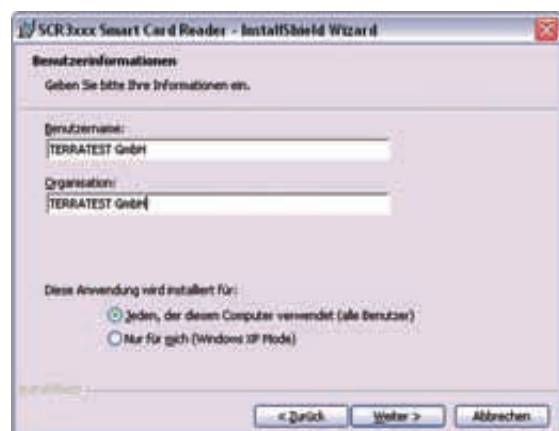 SCR3xxx Smart Card Reader - InstallShield Wizard
Benutzerinformationen
Geben Sie bitte Ihre Informationen ein.
Benutzername:
TERRATEST GmbH
Organisation:
TERRATEST GmbH
Diese Anwendung wird installiert für:
Jeden, der diesen Computer verwendet (alle Benutzer)
Nur für mich (Windows XP Mode)
InstallShield
< Zurück Weiter > Abbrechen